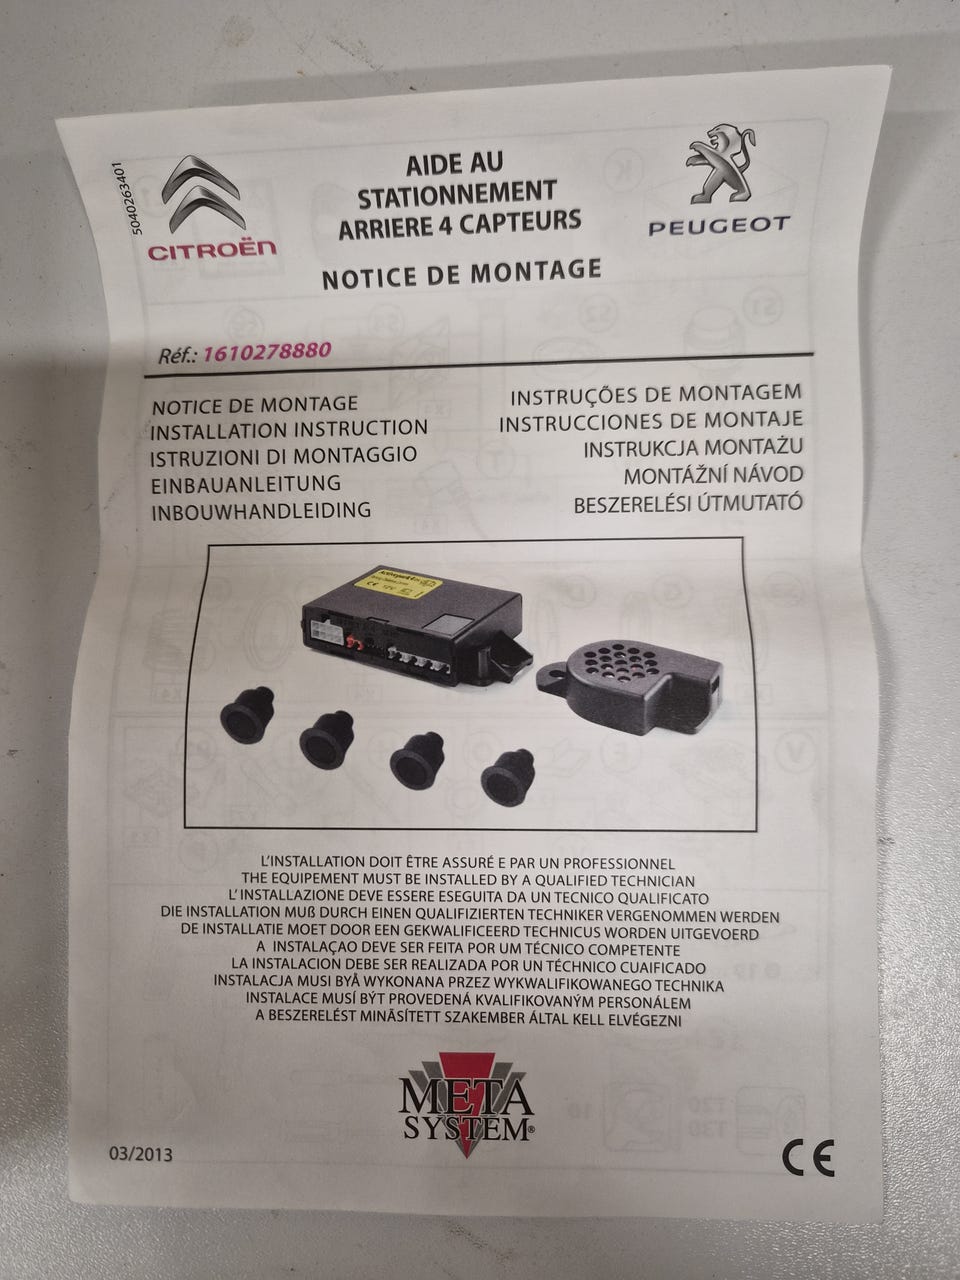 5040263401
CITROËN
AIDE AU
STATIONNEMENT
ARRIERE 4 CAPTEURS
NOTICE DE MONTAGE
PEUGEOT
Réf.: 1610278880
NOTICE DE MONTAGE
INSTALLATION INSTRUCTION
ISTRUZIONI DI MONTAGGIO
EINBAUANLEITUNG
INBOUWHANDLEIDING
INSTRUÇÕES DE MONTAGEM
INSTRUCCIONES DE MONTAJE
INSTRUKCJA MONTAŻU
MONTÁŽNÍ NÁVOD
BESZERELÉSI ÚTMUTATÓ
CE 12V
L'INSTALLATION DOIT ÊTRE ASSURÉ E PAR UN PROFESSIONNEL
THE EQUIPEMENT MUST BE INSTALLED BY A QUALIFIED TECHNICIAN
L' INSTALLAZIONE DEVE ESSERE ESEGUITA DA UN TECNICO QUALIFICATO
DIE INSTALLATION MUß DURCH EINEN QUALIFIZIERTEN TECHNIKER VERGENOMMEN WERDEN
DE INSTALLATIE MOET DOOR EEN GEKWALIFICEERD TECHNICUS WORDEN UITGEVOERD
A INSTALAÇAO DEVE SER FEITA POR UM TÉCNICO COMPETENTE
LA INSTALACION DEBE SER REALIZADA POR UN TÉCHNICO CUAIFICADO
INSTALACJA MUSI BYÅ WYKONANA PRZEZ WYKWALIFIKOWANEGO TECHNIKA
INSTALACE MUSÍ BÝT PROVEDENÁ KVALIFIKOVANÝM PERSONÁLEM
A BESZERELÉST MINÃSÍTETT SZAKEMBER ÁLTAL KELL ELVÉGEZNI
META
SYSTEM®
03/2013
CE